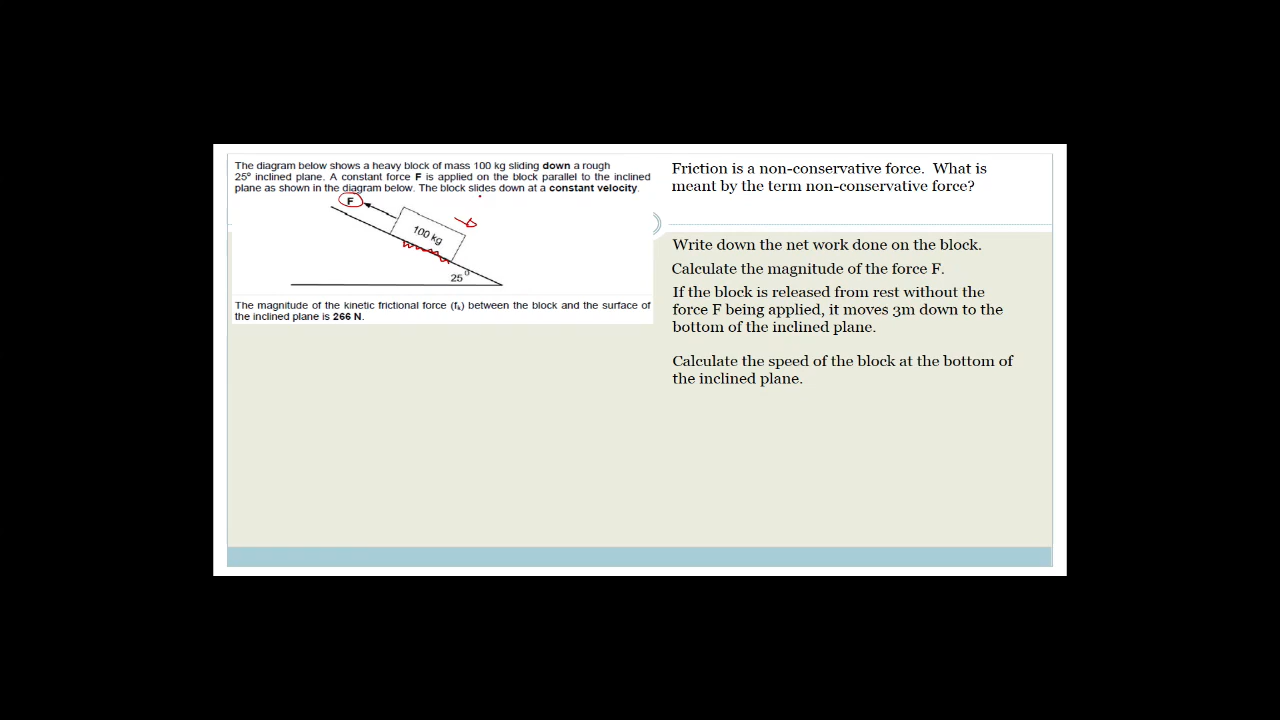 The diagram below shows a heavy block of mass 100 kg sliding down a rough
25° inclined plane. A constant force F is applied on the block parallel to the inclined
plane as shown in the diagram below. The block slides down at a constant velocity.
F
100 kg
25°
The magnitude of the kinetic frictional force (fk) between the block and the surface of
the inclined plane is 266 N.
Friction is a non-conservative force. What is
meant by the term non-conservative force?
Write down the net work done on the block.
Calculate the magnitude of the force F.
If the block is released from rest without the
force F being applied, it moves 3m down to the
bottom of the inclined plane.
Calculate the speed of the block at the bottom of
the inclined plane.